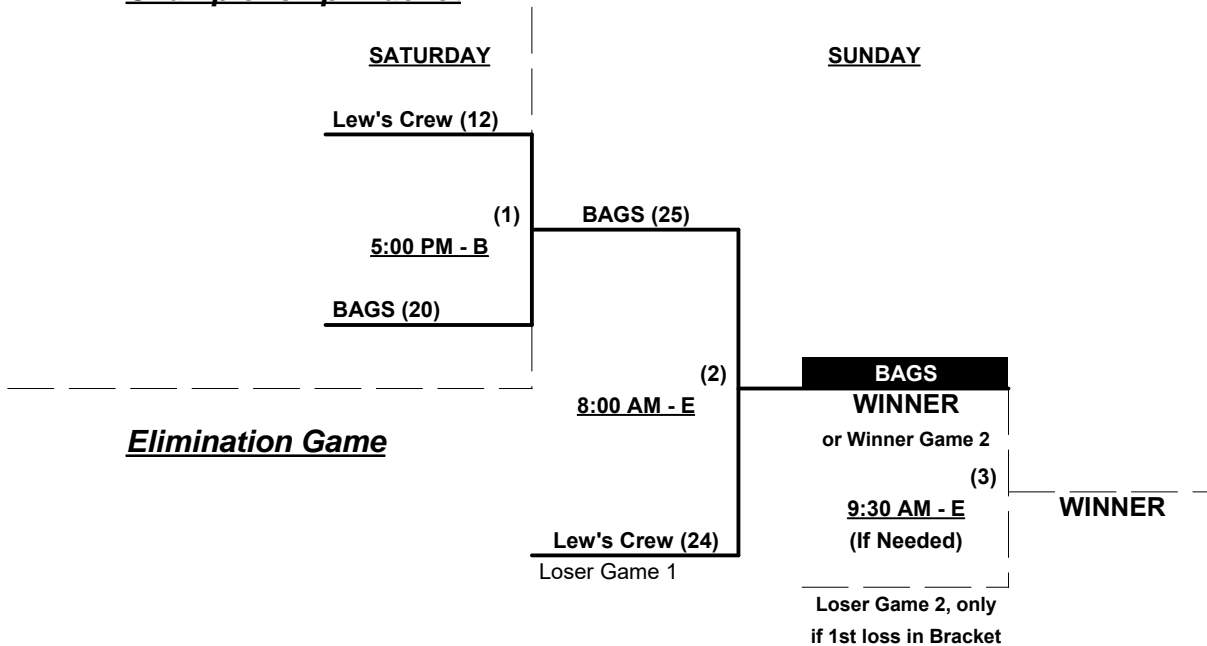 SATURDAY
SUNDAY
Lew's Crew (12)
(1)
BAGS (25)
5:00 PM - B
BAGS (20)
(2)
BAGS
8:00 AM - E
WINNER
Elimination Game
or Winner Game 2
(3)
9:30 AM - E
WINNER
Lew's Crew (24)
(If Needed)
Loser Game 1
Loser Game 2, only
if 1st loss in Bracket